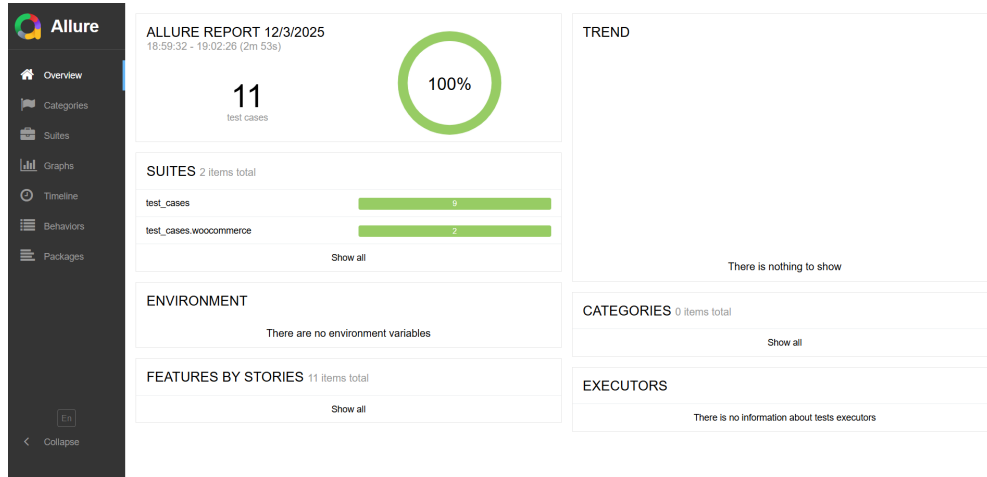 Allure
Overview
Categories
Suites
Graphs
Timeline
Behaviors
Packages
En
Collapse
ALLURE REPORT 12/3/2025
18:59:32 - 19:02:26 (2m 53s)
11
test cases
100%
SUITES 2 items total
test_cases 9
test_cases.woocommerce 2
Show all
ENVIRONMENT
There are no environment variables
FEATURES BY STORIES 11 items total
Show all
TREND
There is nothing to show
CATEGORIES 0 items total
Show all
EXECUTORS
There is no information about tests executors